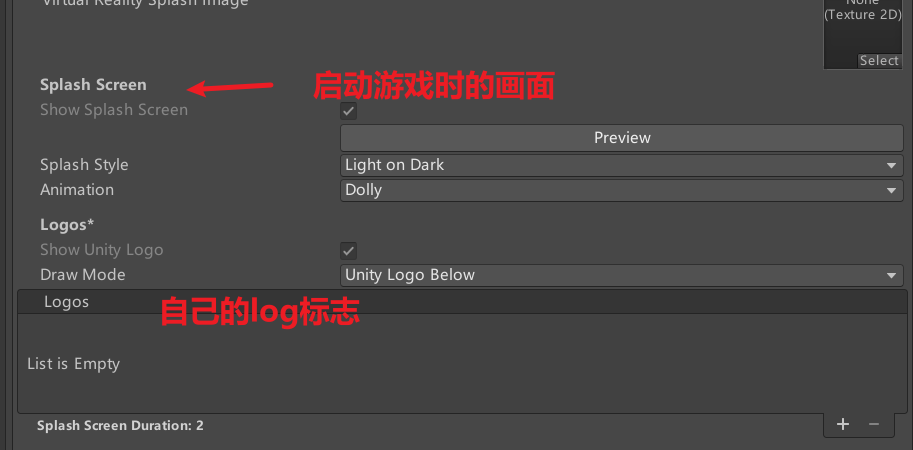 Virtual Reality Splash Image
None
(Texture 2D)
Select
Splash Screen
启动游戏时的画面
Show Splash Screen
Preview
Splash Style
Light on Dark
Animation
Dolly
Logos*
Show Unity Logo
Draw Mode
Unity Logo Below
Logos
自己的log标志
List is Empty
Splash Screen Duration: 2
+ −